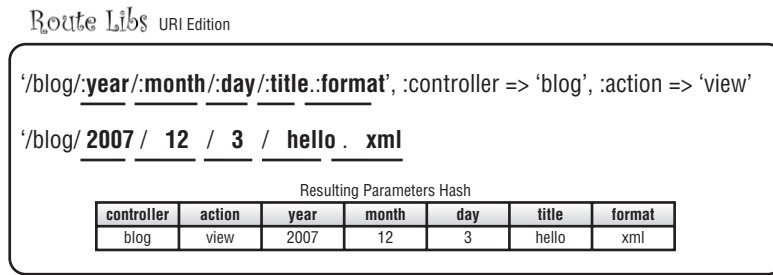 Route Libs URI Edition
‘/blog/:year/:month/:day/:title.:format’, :controller => ‘blog’, :action => ‘view’
‘/blog/ 2007 / 12 / 3 / hello . xml
Resulting Parameters Hash
controller action year month day title format
blog view 2007 12 3 hello xml